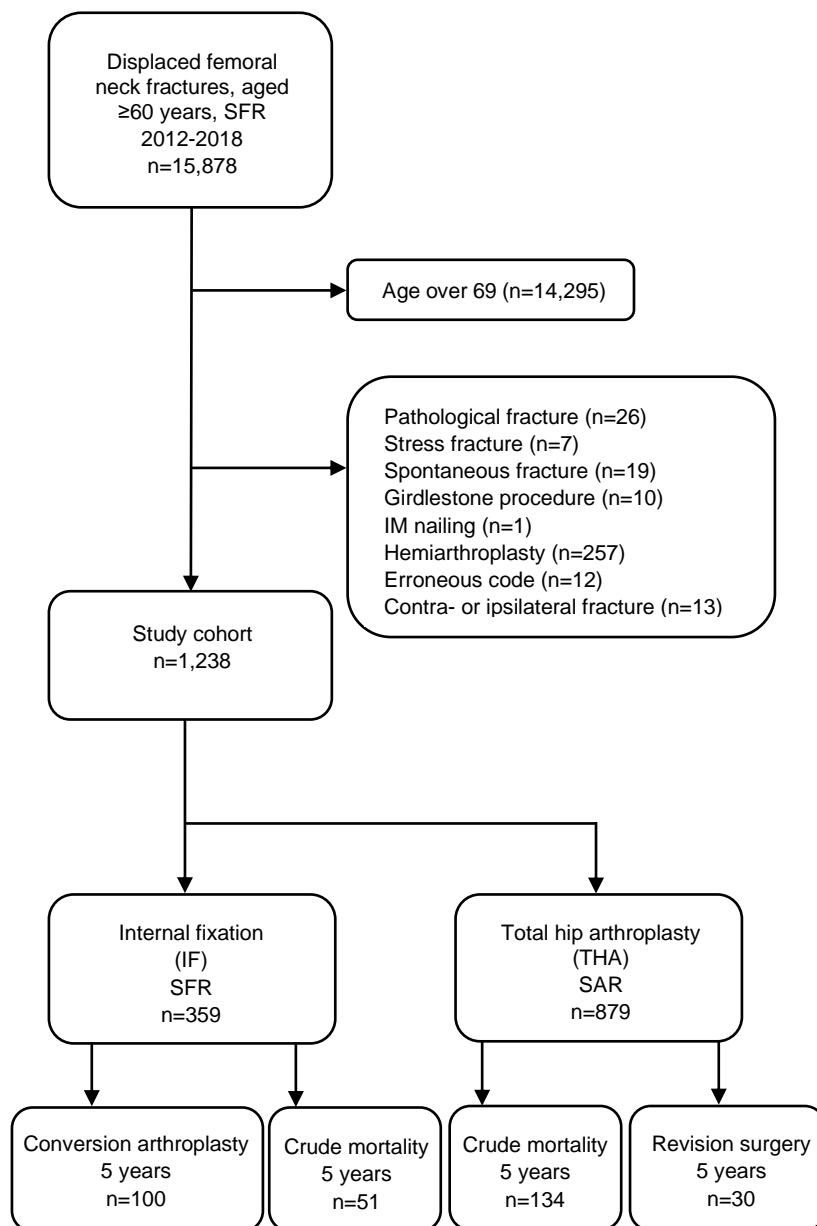 Displaced femoral
neck fractures, aged
≥60 years, SFR
2012-2018
n=15,878
Age over 69 (n=14,295)
Pathological fracture (n=26)
Stress fracture (n=7)
Spontaneous fracture (n=19)
Girdlestone procedure (n=10)
IM nailing (n=1)
Hemiarthroplasty (n=257)
Erroneous code (n=12)
Contra- or ipsilateral fracture (n=13)
Study cohort
n=1,238
Internal fixation
(IF)
SFR
n=359
Total hip arthroplasty
(THA)
SAR
n=879
Conversion arthroplasty
5 years
n=100
Crude mortality
5 years
n=51
Crude mortality
5 years
n=134
Revision surgery
5 years
n=30